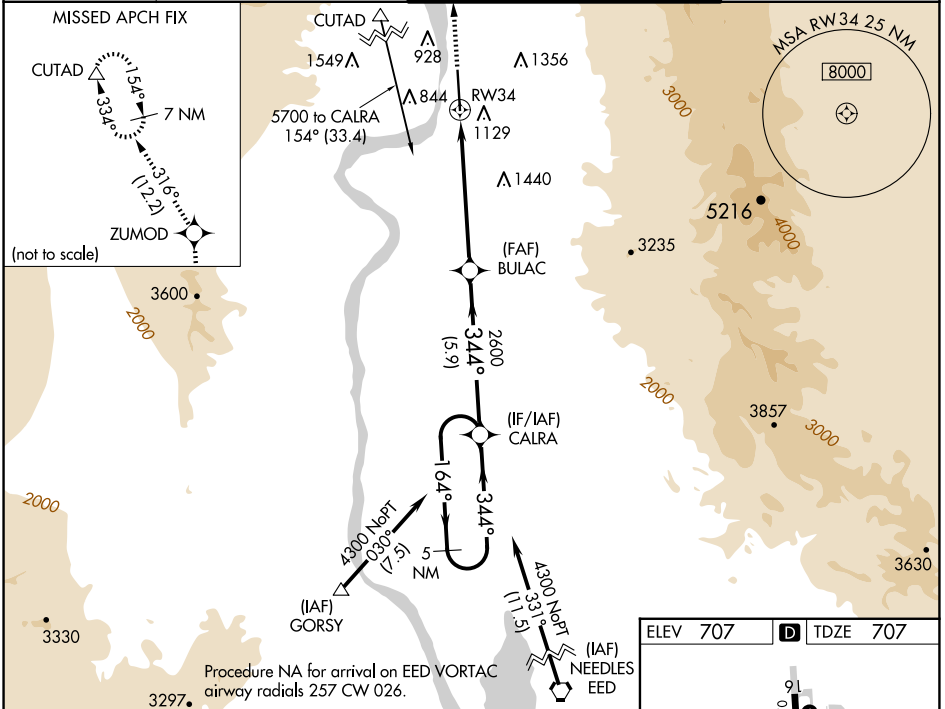 MISSED APCH FIX
CUTAD
154°
334°
7 NM
316°
(12.2)
ZUMOD
(not to scale)
CUTAD
1549
928
1356
844
RW34
1129
5700 to CALRA
154° (33.4)
1440
MSA RW34 25 NM
8000
3000
5216
4000
3235
(FAF)
BULAC
3600
2000
2600
344°
(5.9)
2000
3857
3000
(IF/IAF)
CALRA
164°
344°
2000
4300 NoPT
030°
(7.5)
5
NM
4300 NoPT
331°
(11.5)
3630
(IAF)
GORSY
3330
(IAF)
NEEDLES
EED
Procedure NA for arrival on EED VORTAC
airway radials 257 CW 026.
3297
ELEV 707 D TDZE 707
16